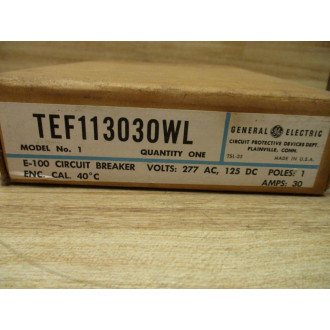 TEF113030WL
MODEL No. 1 QUANTITY ONE
GENERAL GE ELECTRIC
CIRCUIT PROTECTIVE DEVICES DEPT.
PLAINVILLE, CONN.
MADE IN U.S.A.
E-100 CIRCUIT BREAKER VOLTS: 277 AC, 125 DC POLES: 1
ENC. CAL. 40°C AMPS: 30